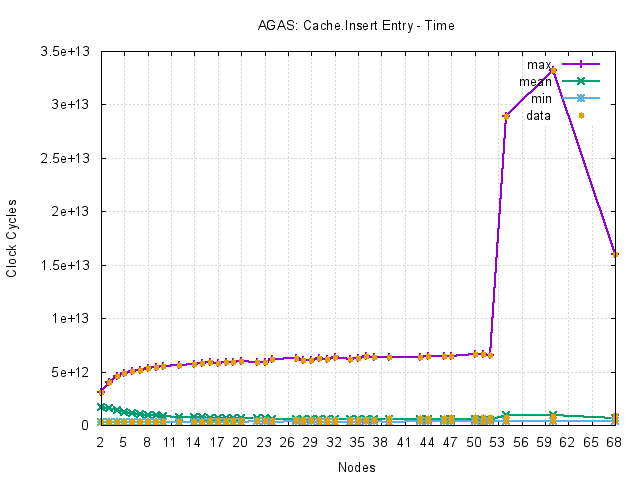 AGAS: Cache.Insert Entry - Time
3.5e+13
3e+13
2.5e+13
2e+13
1.5e+13
1e+13
5e+12
0
Clock Cycles
max
mean
min
data
2 5 8 11 14 17 20 23 26 29 32 35 38 41 44 47 50 53 56 59 62 65 68
Nodes